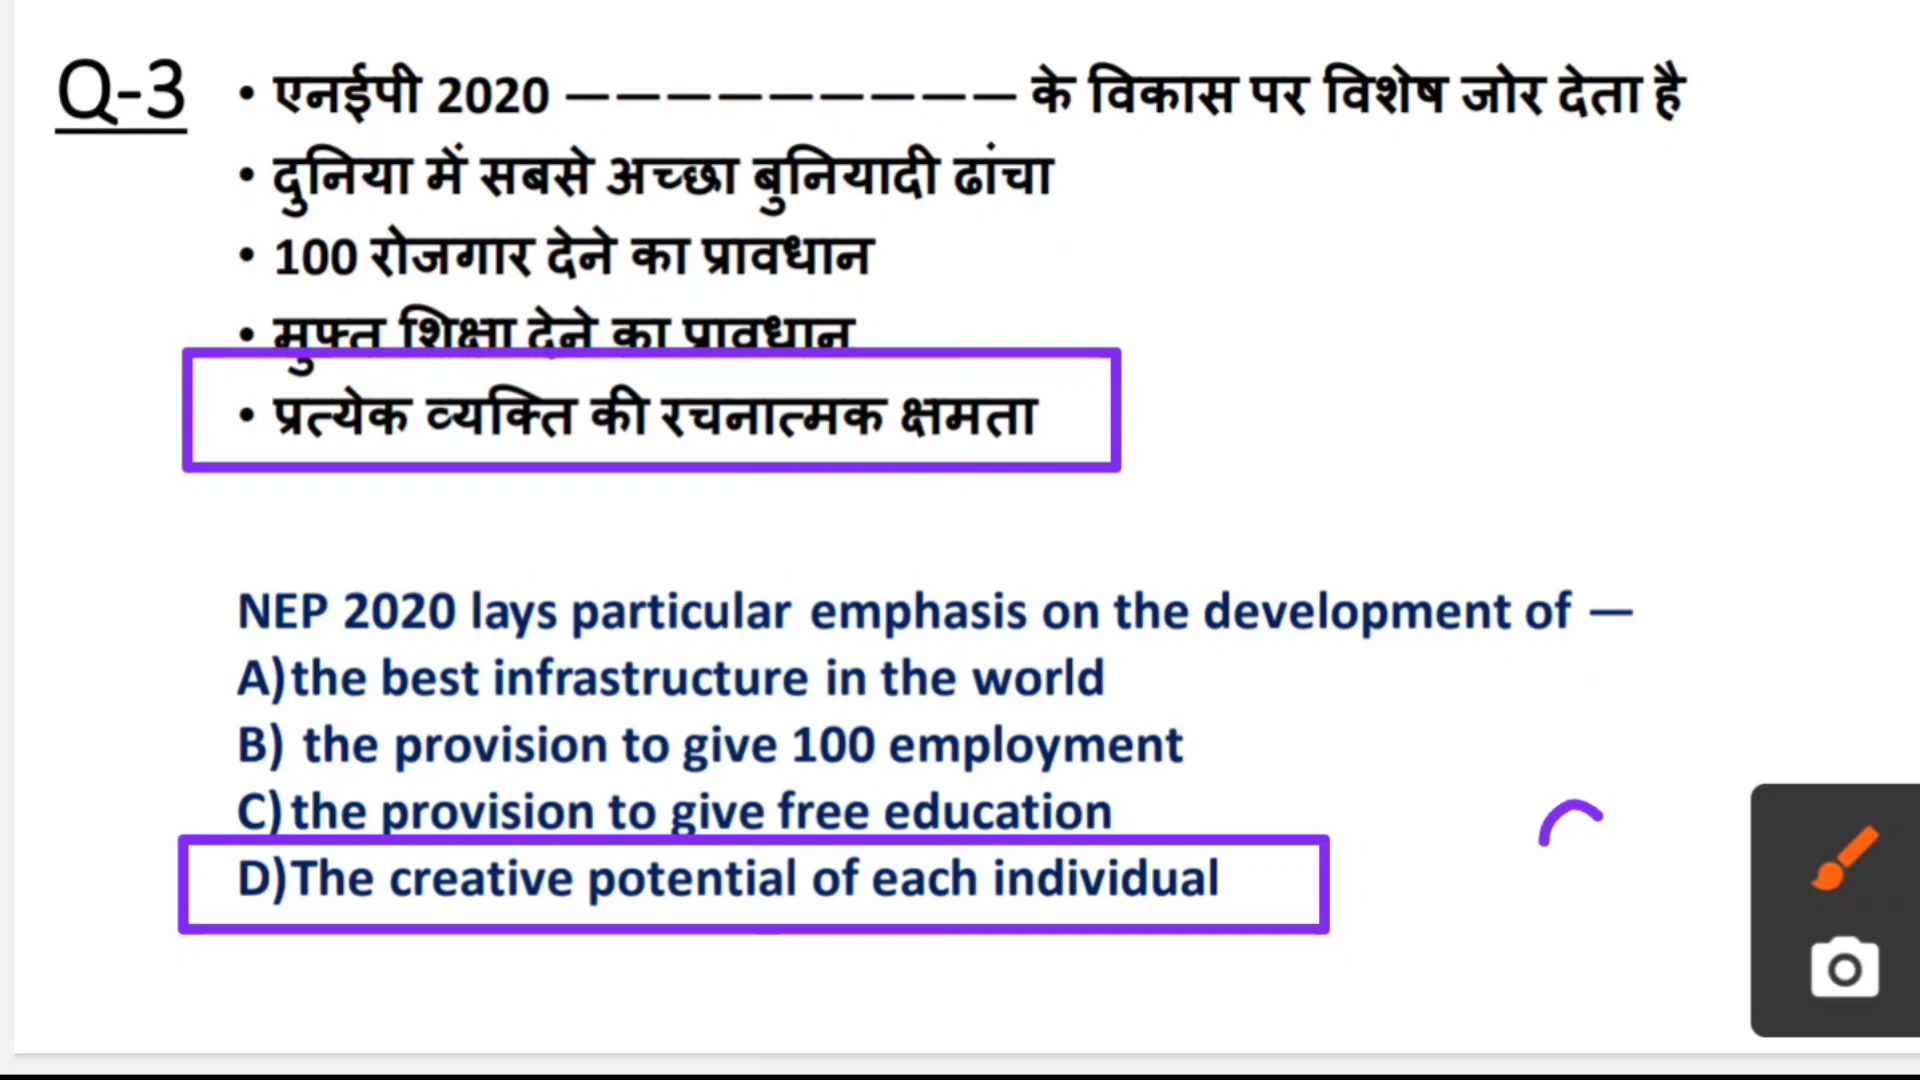 Q-3 • एनईपी 2020 ————————— के विकास पर विशेष जोर देता है
• दुनिया में सबसे अच्छा बुनियादी ढांचा
• 100 रोजगार देने का प्रावधान
• मुफ्त शिक्षा देने का प्रावधान
• प्रत्येक व्यक्ति की रचनात्मक क्षमता
NEP 2020 lays particular emphasis on the development of —
A)the best infrastructure in the world
B) the provision to give 100 employment
C)the provision to give free education
D)The creative potential of each individual